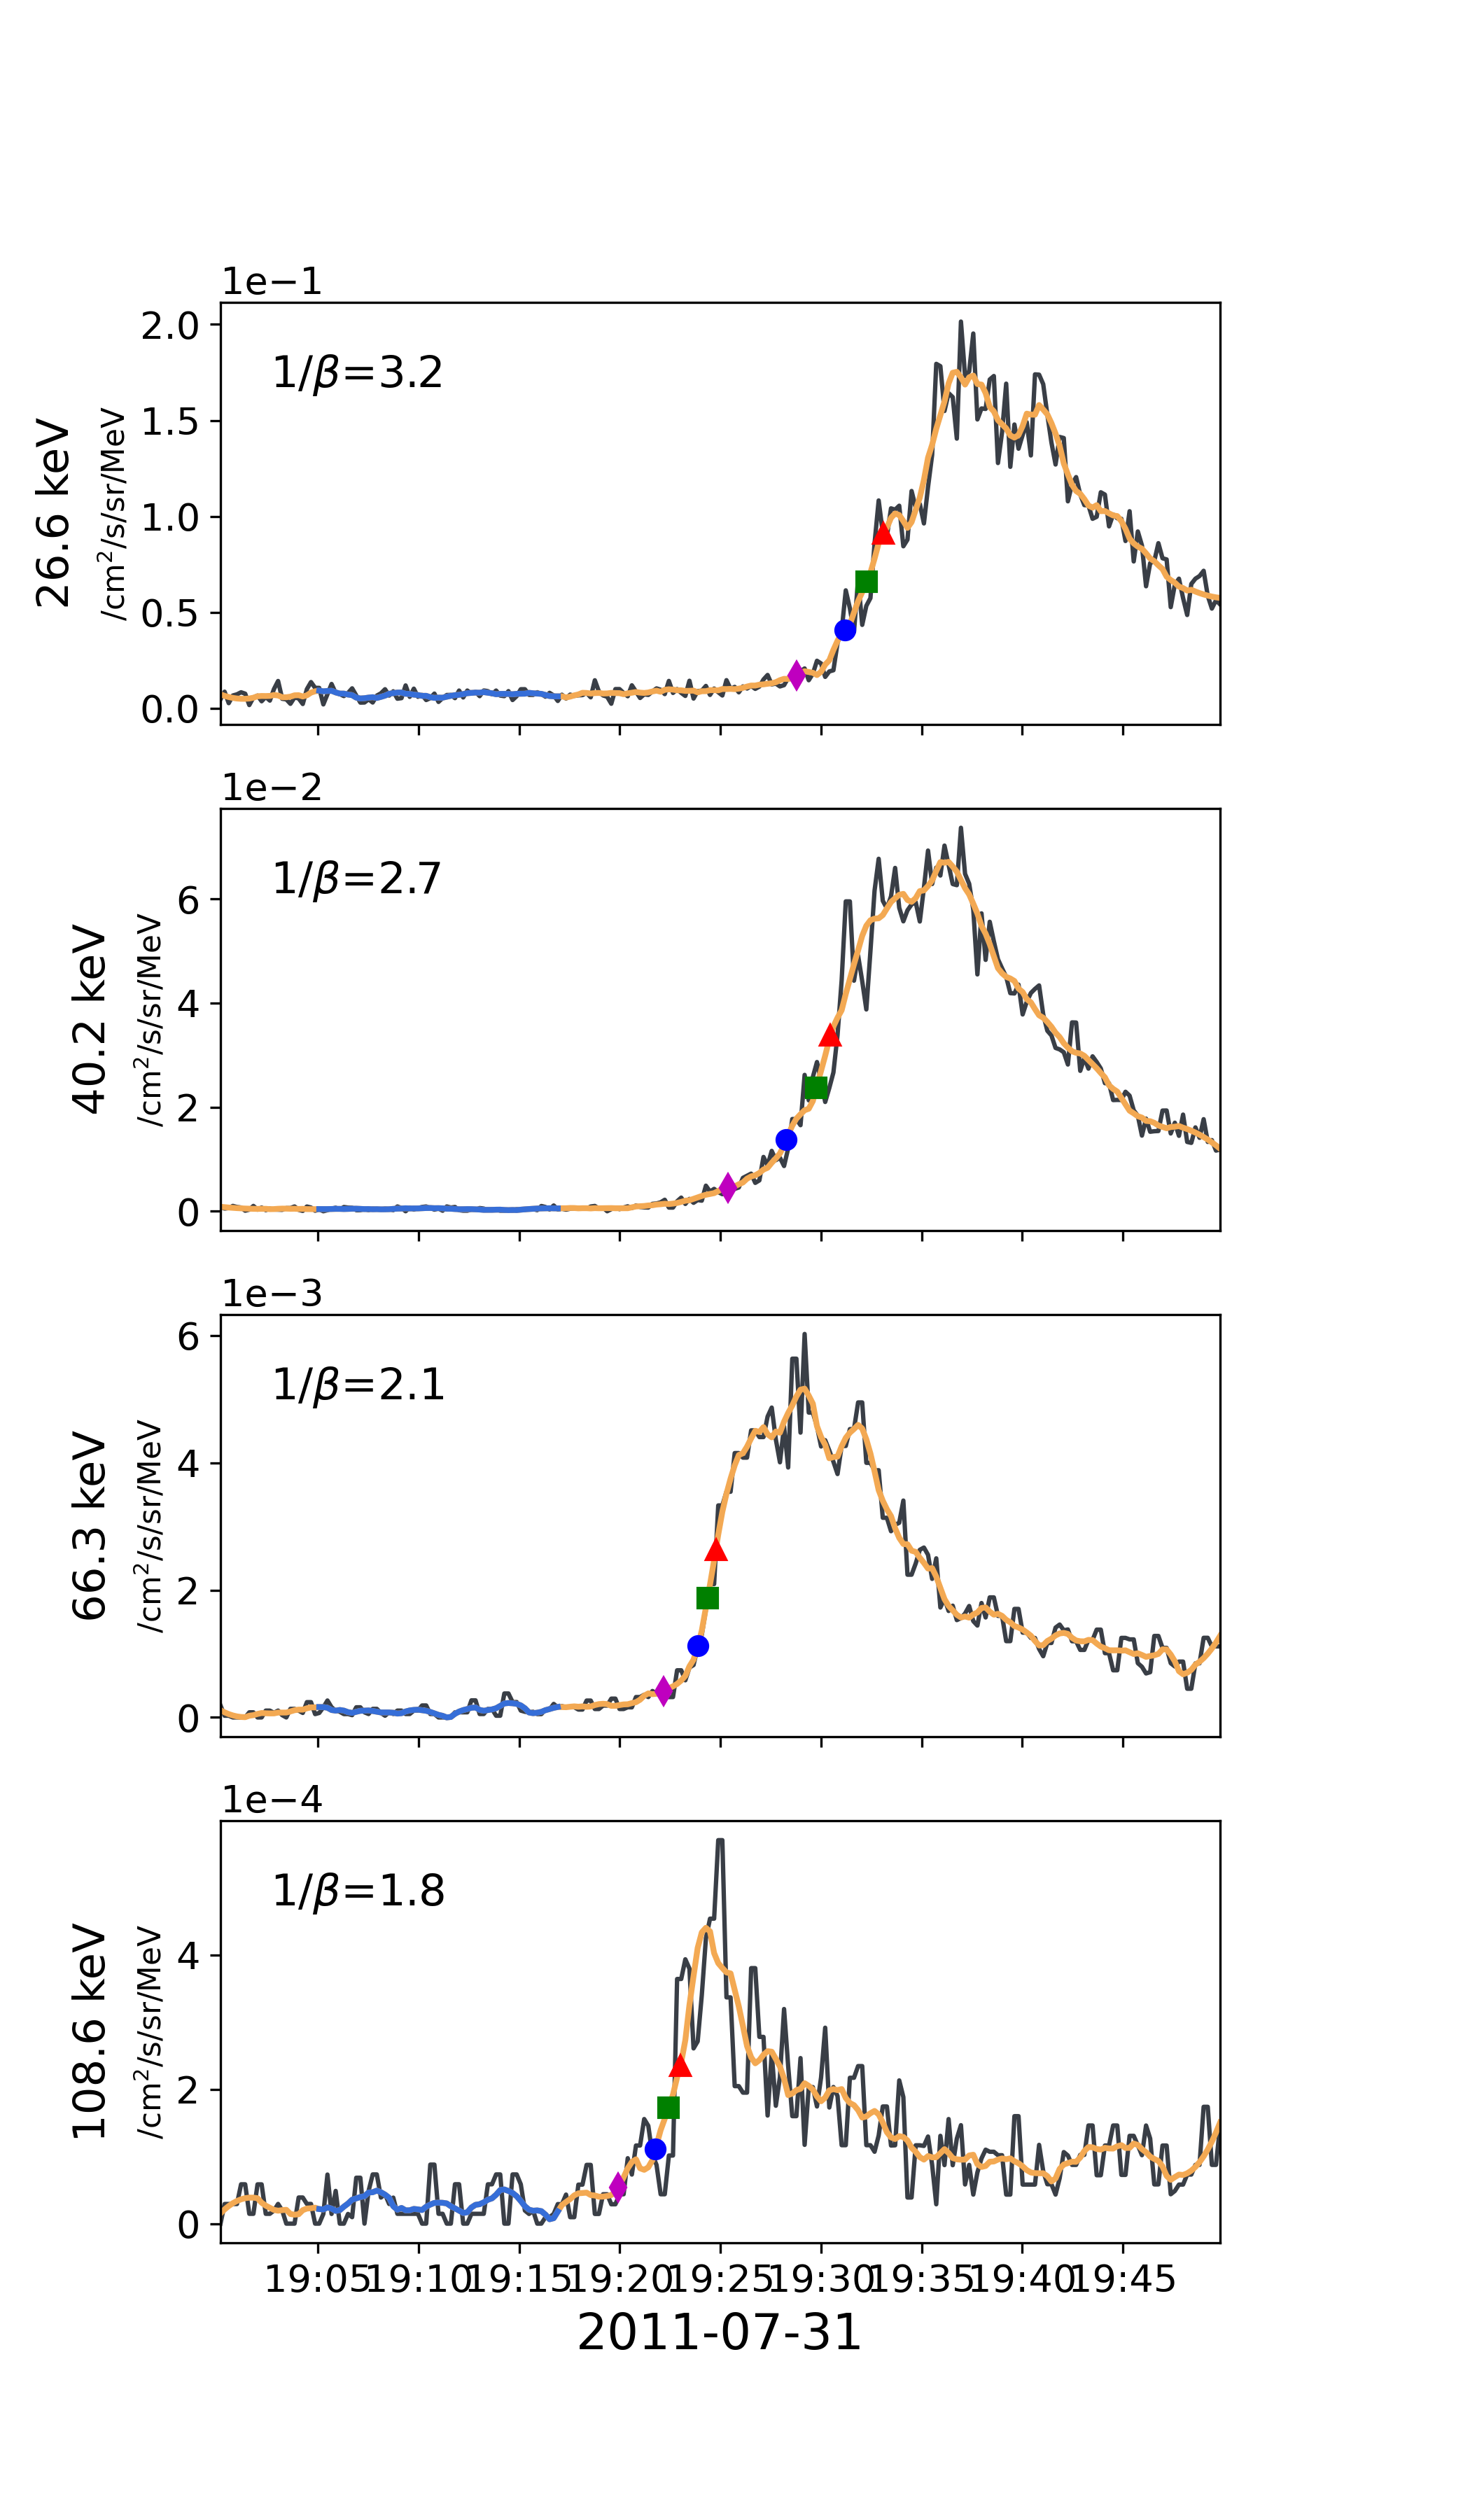 1e−1
2.0
1/β=3.2
1.5
1.0
0.5
0.0
26.6 keV
/cm²/s/sr/MeV
1e−2
1/β=2.7
6
4
2
0
40.2 keV
/cm²/s/sr/MeV
1e−3
6
1/β=2.1
4
2
0
66.3 keV
/cm²/s/sr/MeV
1e−4
1/β=1.8
4
2
0
108.6 keV
/cm²/s/sr/MeV
19:05 19:10 19:15 19:20 19:25 19:30 19:35 19:40 19:45
2011-07-31